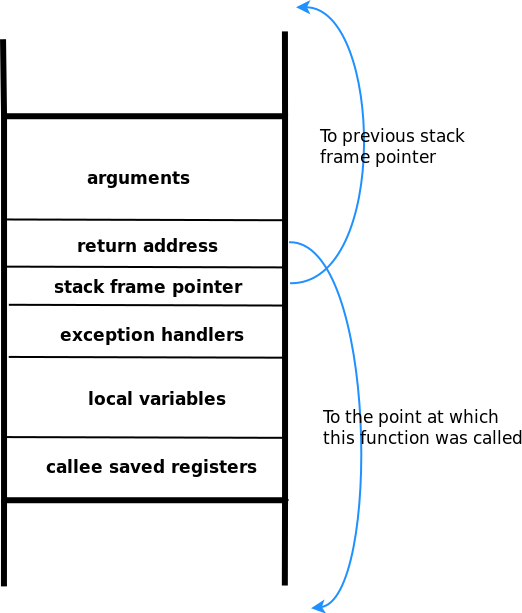 To previous stack
frame pointer
arguments
return address
stack frame pointer
exception handlers
local variables
To the point at which
this function was called
callee saved registers